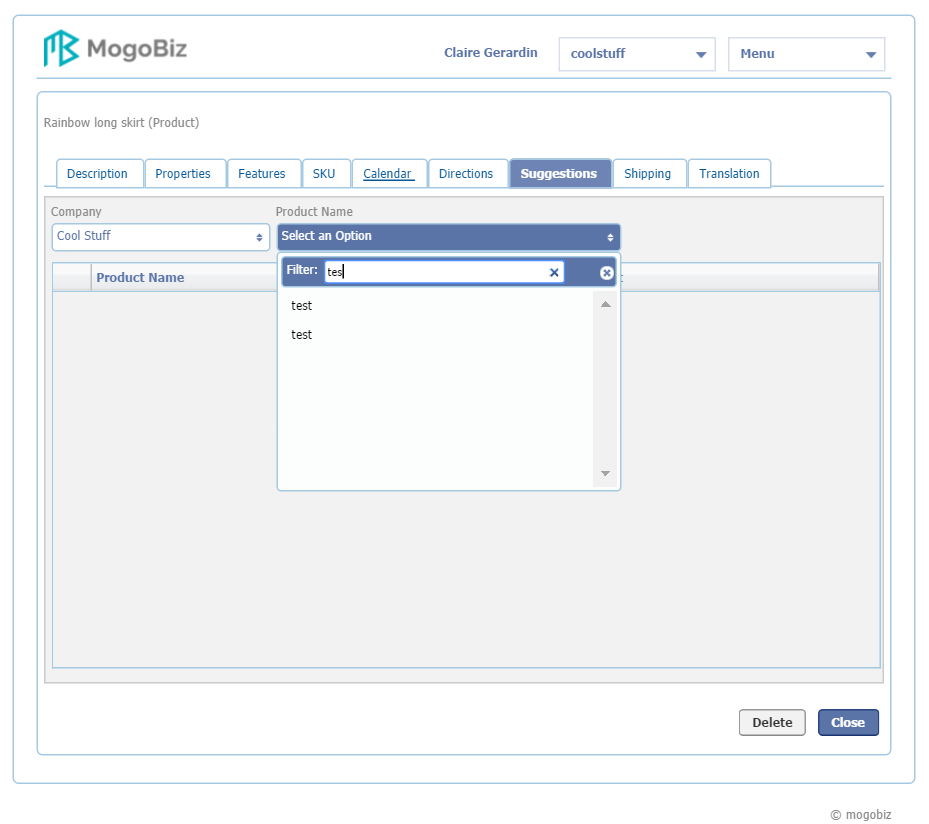 MogoBiz
Claire Gerardin
coolstuff
Menu
Rainbow long skirt (Product)
Description
Properties
Features
SKU
Calendar
Directions
Suggestions
Shipping
Translation
Company
Product Name
Cool Stuff
Select an Option
Product Name
Filter:
tes
test
test
Delete
Close
© mogobiz